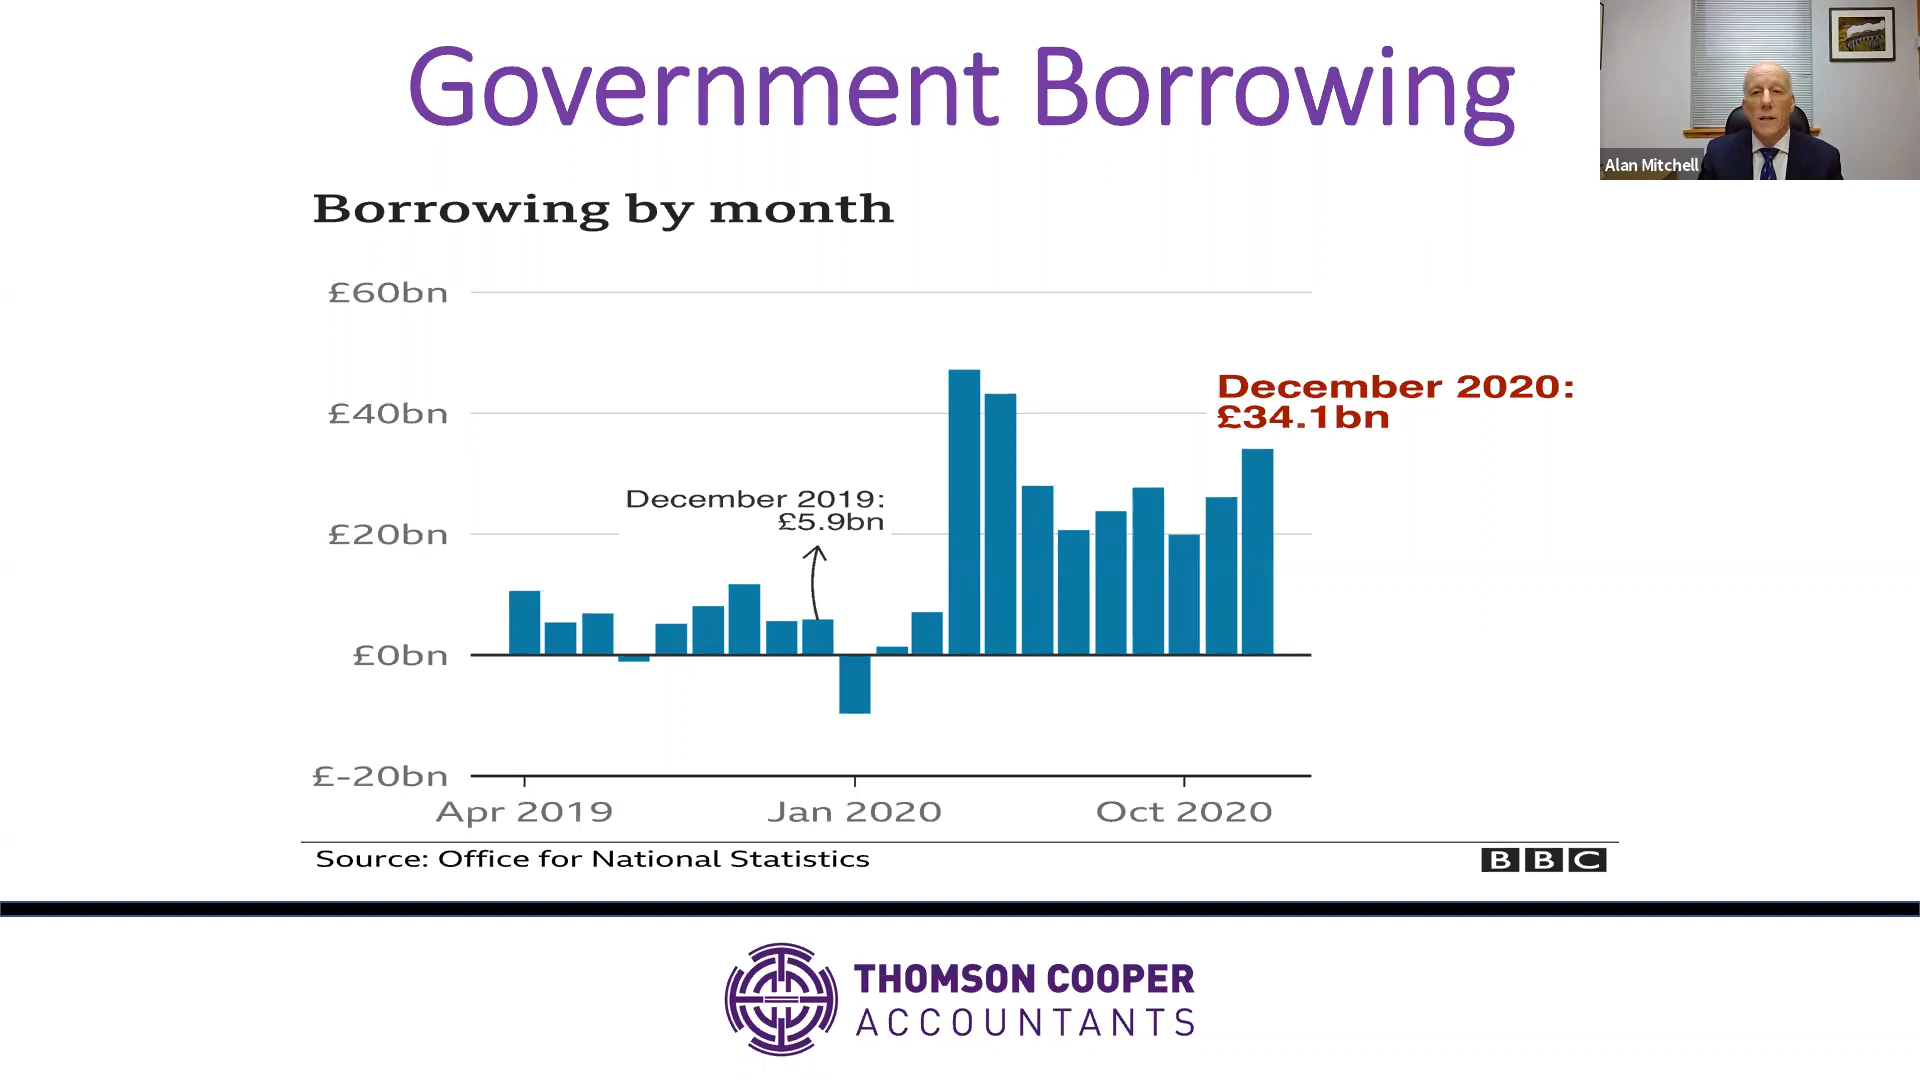 Government Borrowing
Alan Mitchell
Borrowing by month
£60bn
£40bn
£20bn
£0bn
£-20bn
December 2019:
£5.9bn
December 2020:
£34.1bn
Apr 2019
Jan 2020
Oct 2020
Source: Office for National Statistics
BBC
THOMSON COOPER
ACCOUNTANTS